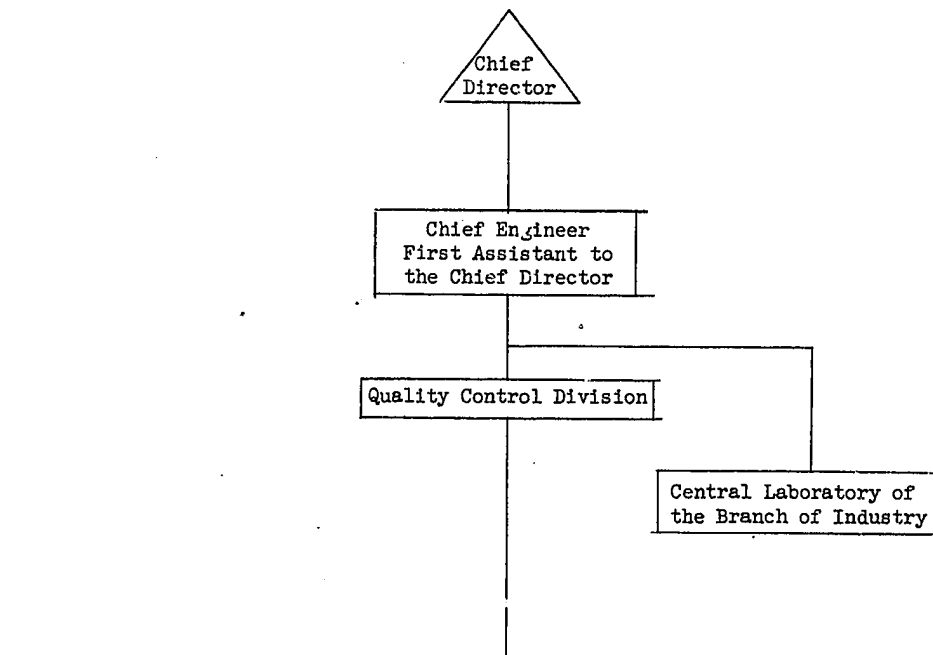 Chief
Director
Chief Engineer
First Assistant to
the Chief Director
Quality Control Division
Central Laboratory of
the Branch of Industry